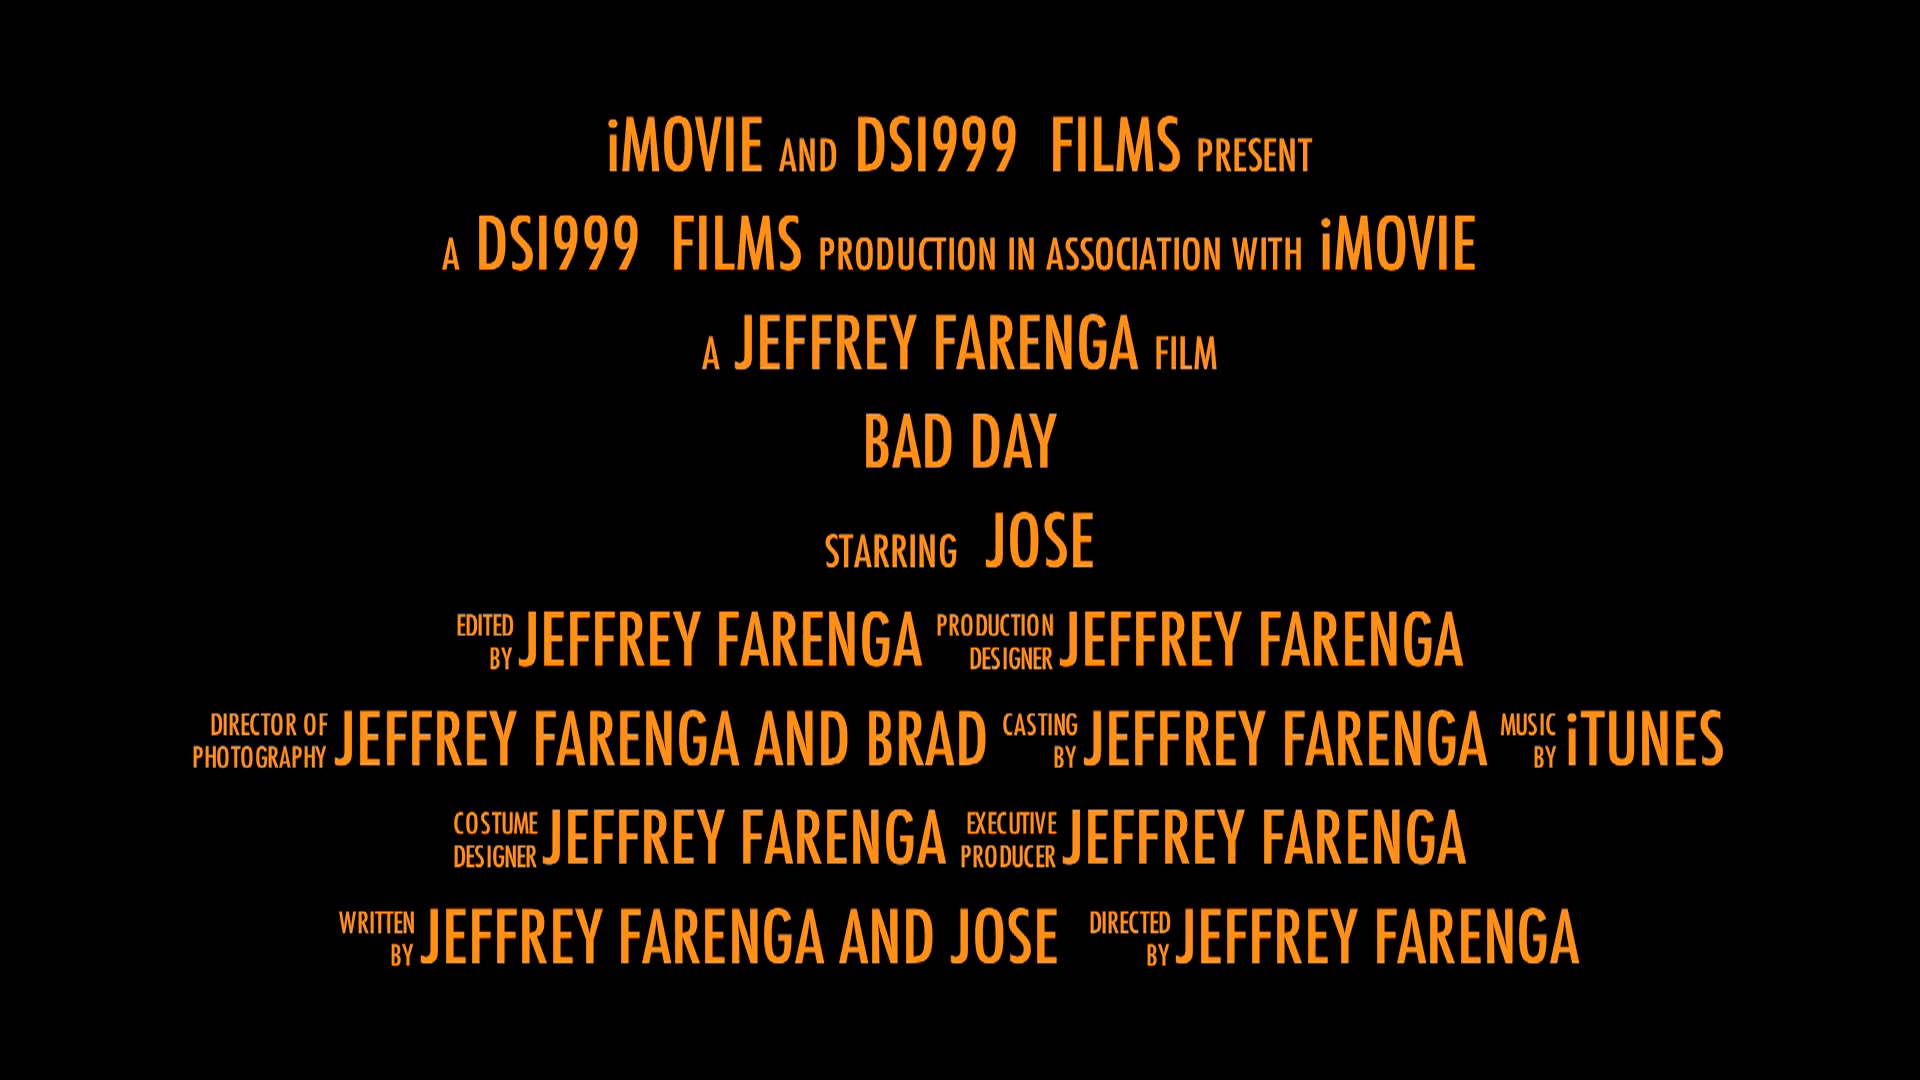 iMOVIE AND DSI999 FILMS PRESENT
A DSI999 FILMS PRODUCTION IN ASSOCIATION WITH iMOVIE
A JEFFREY FARENGA FILM
BAD DAY
STARRING JOSE
EDITED BY JEFFREY FARENGA PRODUCTION DESIGNER JEFFREY FARENGA
DIRECTOR OF PHOTOGRAPHY JEFFREY FARENGA AND BRAD CASTING BY JEFFREY FARENGA MUSIC BY iTUNES
COSTUME DESIGNER JEFFREY FARENGA EXECUTIVE PRODUCER JEFFREY FARENGA
WRITTEN BY JEFFREY FARENGA AND JOSE DIRECTED BY JEFFREY FARENGA